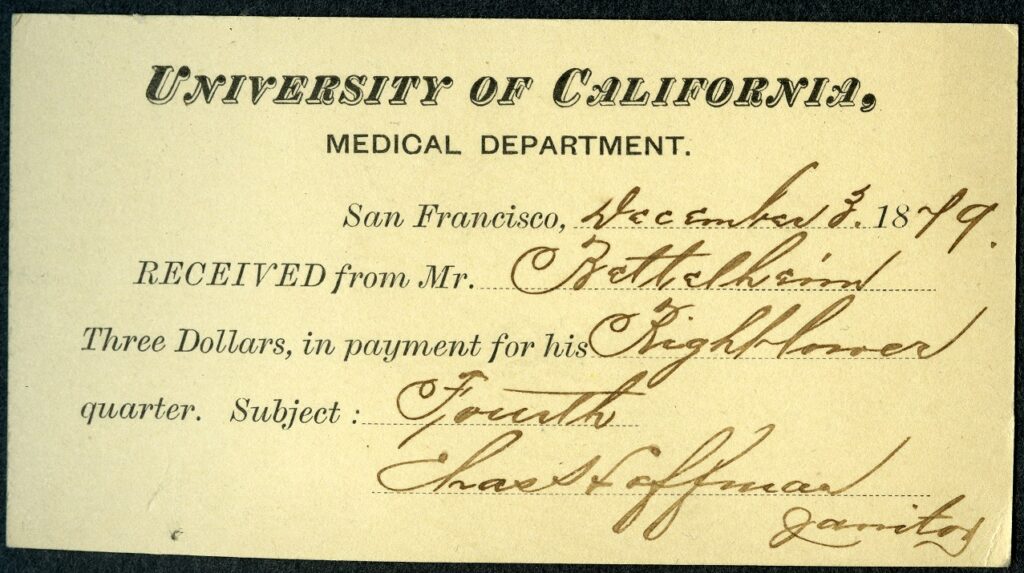 UNIVERSITY OF CALIFORNIA,
MEDICAL DEPARTMENT.
San Francisco, December 3. 1879.
RECEIVED from Mr. Bettelheim
Three Dollars, in payment for his Right lower
quarter. Subject: Fourth
Chas Hoffman
Janitor